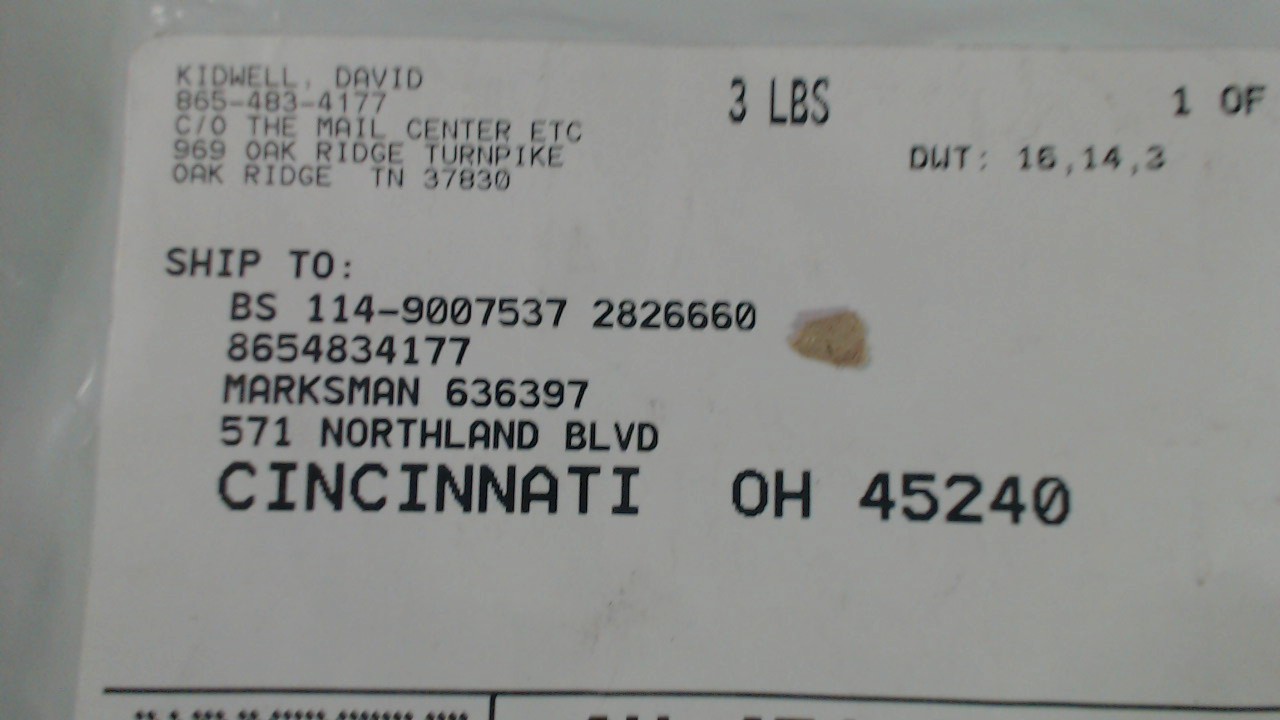 KIDWELL, DAVID
865-483-4177
C/O THE MAIL CENTER ETC
969 OAK RIDGE TURNPIKE
OAK RIDGE TN 37830
3 LBS
1 OF
DWT: 16,14,3
SHIP TO:
BS 114-9007537 2826660
8654834177
MARKSMAN 636397
571 NORTHLAND BLVD
CINCINNATI OH 45240